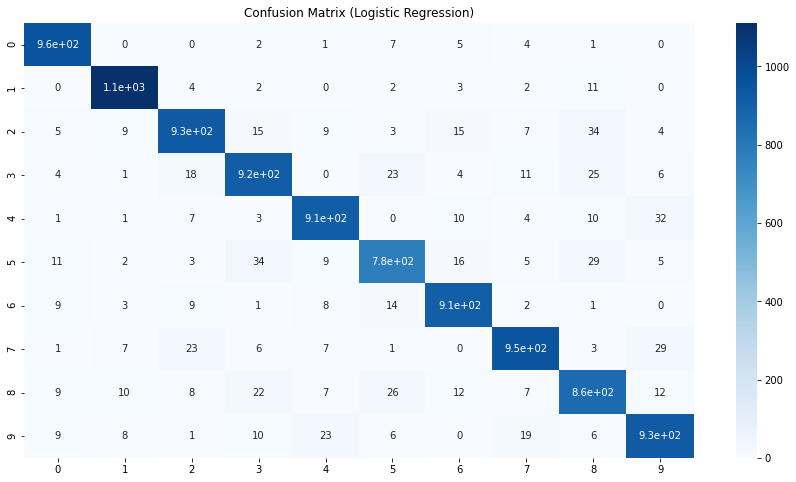 Confusion Matrix (Logistic Regression)
0 9.6e+02 0 0 2 1 7 5 4 1 0
1 0 1.1e+03 4 2 0 2 3 2 11 0
2 5 9 9.3e+02 15 9 3 15 7 34 4
3 4 1 18 9.2e+02 0 23 4 11 25 6
4 1 1 7 3 9.1e+02 0 10 4 10 32
5 11 2 3 34 9 7.8e+02 16 5 29 5
6 9 3 9 1 8 14 9.1e+02 2 1 0
7 1 7 23 6 7 1 0 9.5e+02 3 29
8 9 10 8 22 7 26 12 7 8.6e+02 12
9 9 8 1 10 23 6 0 19 6 9.3e+02
0 1 2 3 4 5 6 7 8 9
1000
800
600
400
200
0